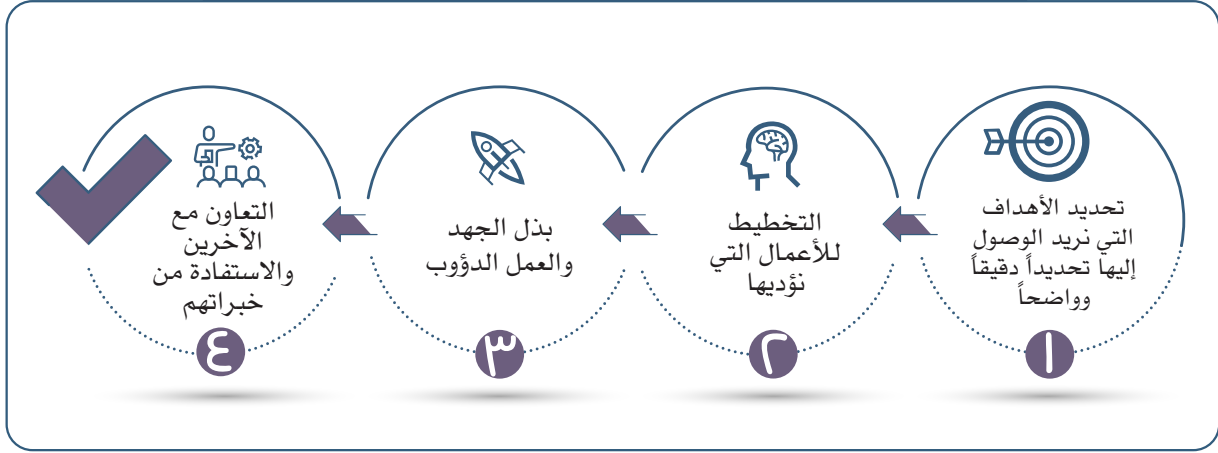 تحديد الأهداف
التي نريد الوصول
إليها تحديداً دقيقاً
وواضحاً
١
التخطيط
للأعمال التي
نؤديها
٢
بذل الجهد
والعمل الدؤوب
٣
التعاون مع
الآخرين
والاستفادة من
خبراتهم
٤